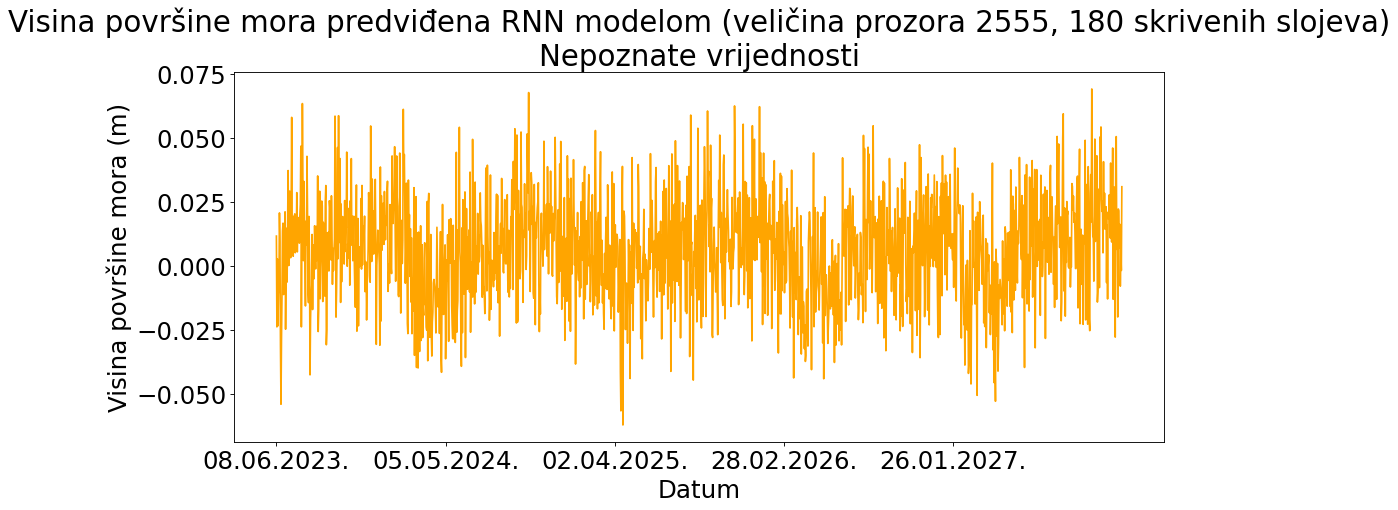 Visina površine mora predviđena RNN modelom (veličina prozora 2555, 180 skrivenih slojeva)
Nepoznate vrijednosti
Visina površine mora (m)
0.075
0.050
0.025
0.000
−0.025
−0.050
08.06.2023. 05.05.2024. 02.04.2025. 28.02.2026. 26.01.2027.
Datum